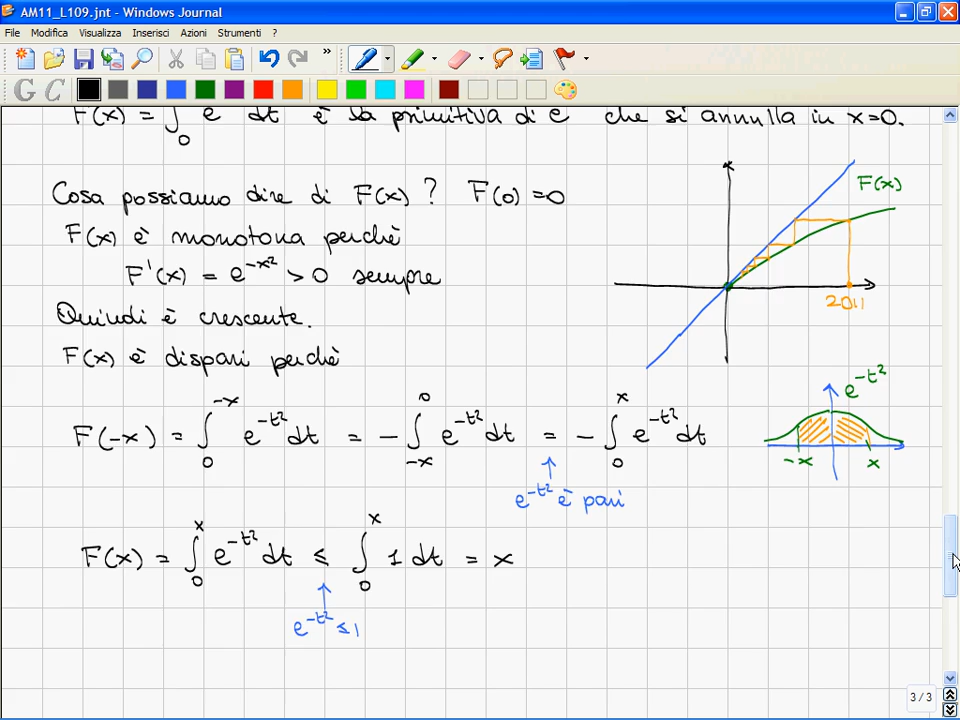 AM11_L109.jnt - Windows Journal
File Modifica Visualizza Inserisci Azioni Strumenti ?
G C
F(x) = ∫₀ e dt è la primitiva di e che si annulla in x=0.
Cosa possiamo dire di F(x) ? F(0) = 0
F(x) è monotona perchè
F'(x) = e^{-x²} > 0 sempre
Quindi è crescente.
F(x) è dispari perchè
F(x)
2011
F(-x) = ∫₀^{-x} e^{-t²} dt = - ∫_{-x}^{0} e^{-t²} dt = - ∫₀^{x} e^{-t²} dt
e^{-t²} è pari
e^{-t²}
-x x
F(x) = ∫₀^{x} e^{-t²} dt ≤ ∫₀^{x} 1 dt = x
e^{-t²} ≤ 1
3 / 3